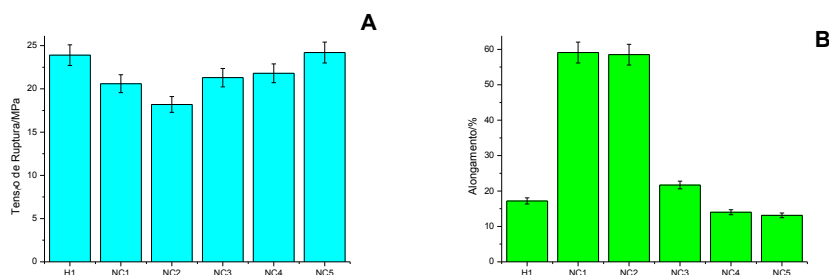 A
Tens‹o de Ruptura/MPa
25
20
15
10
5
0
H1 NC1 NC2 NC3 NC4 NC5
B
Alongamento/%
60
50
40
30
20
10
0
H1 NC1 NC2 NC3 NC4 NC5